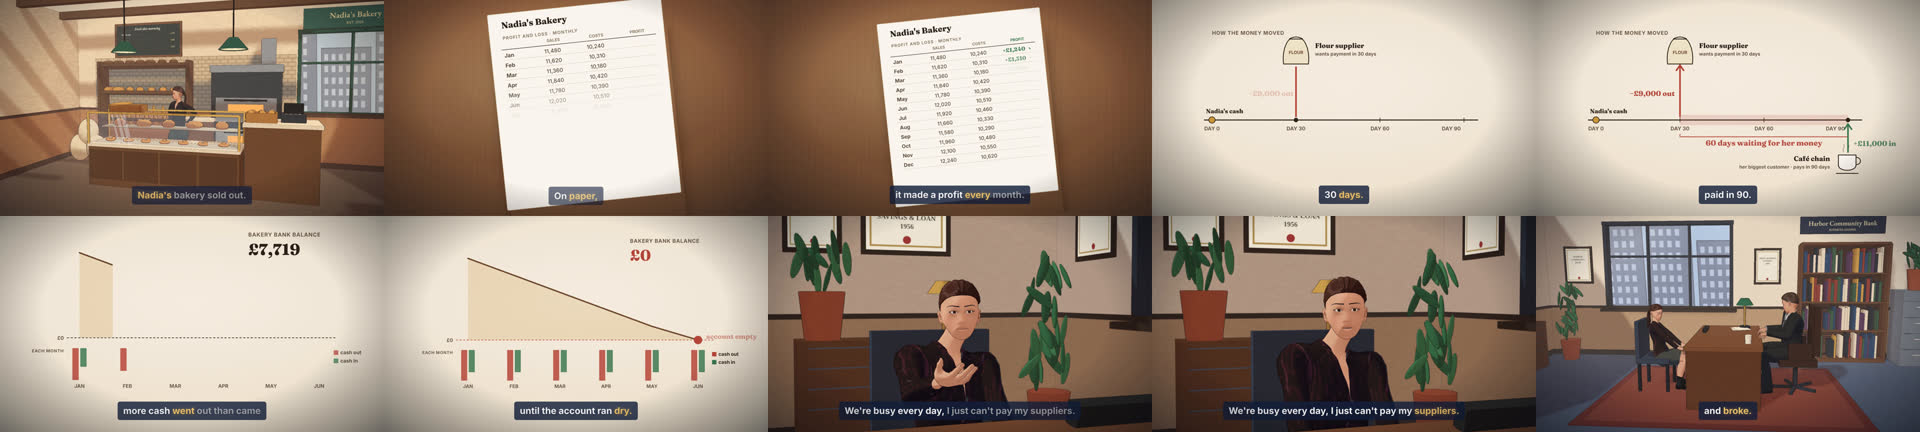 Nadia's Bakery
Nadia's bakery sold out.
Nadia's Bakery
PROFIT AND LOSS · MONTHLY
SALES COSTS PROFIT
Jan 11,480 10,240
Feb 11,620 10,310
Mar 11,360 10,180
Apr 11,840 10,420
May 11,780 10,390
Jun 12,020 10,510
On paper,
Nadia's Bakery
PROFIT AND LOSS · MONTHLY
SALES COSTS PROFIT
Jan 11,480 10,240 +£1,240
Feb 11,620 10,310 +£1,310
Mar 11,360 10,180
Apr 11,840 10,420
May 11,780 10,390
Jun 12,020 10,510
Jul 11,920 10,460
Aug 11,660 10,330
Sep 11,580 10,290
Oct 11,960 10,480
Nov 12,100 10,550
Dec 12,240 10,620
it made a profit every month.
HOW THE MONEY MOVED
FLOUR
Flour supplier
wants payment in 30 days
-£9,000 out
Nadia's cash
DAY 0 DAY 30 DAY 60 DAY 90
30 days.
HOW THE MONEY MOVED
FLOUR
Flour supplier
wants payment in 30 days
-£9,000 out
Nadia's cash
DAY 0 DAY 30 DAY 60 DAY 90
60 days waiting for her money
+£11,000 in
Café chain
her biggest customer · pays in 90 days
paid in 90.
BAKERY BANK BALANCE
£7,719
£0
EACH MONTH
cash out
cash in
JAN FEB MAR APR MAY JUN
more cash went out than came
BAKERY BANK BALANCE
£0
£0
account empty
EACH MONTH
cash out
cash in
JAN FEB MAR APR MAY JUN
until the account ran dry.
SAVINGS & LOAN
1956
We're busy every day, I just can't pay my suppliers.
SAVINGS & LOAN
1956
We're busy every day, I just can't pay my suppliers.
Harbor Community Bank
and broke.